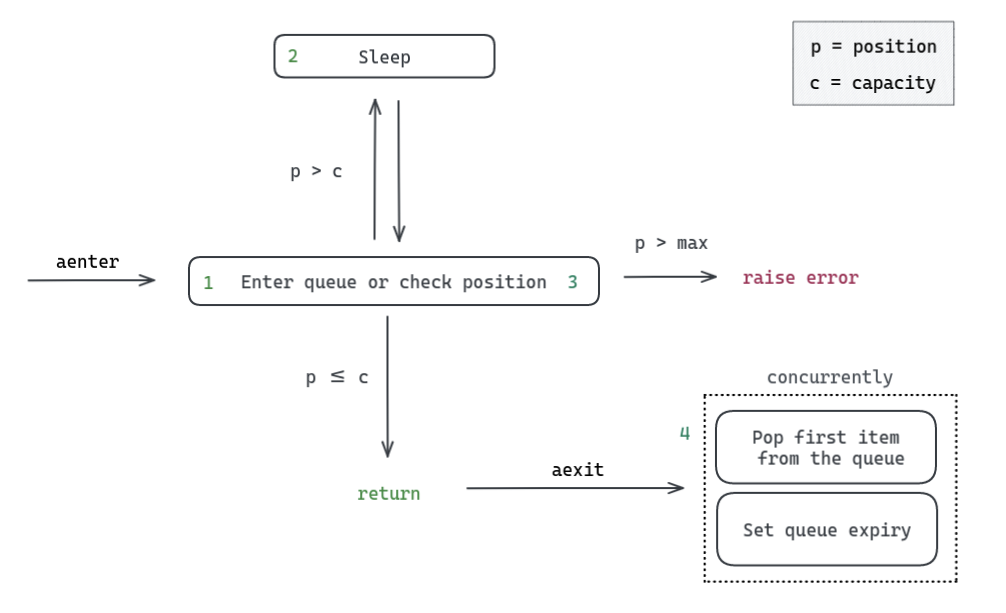 2 Sleep
p = position
c = capacity
p > c
aenter
1 Enter queue or check position 3
p > max
raise error
p ≤ c
concurrently
4
Pop first item
from the queue
aexit
return
Set queue expiry